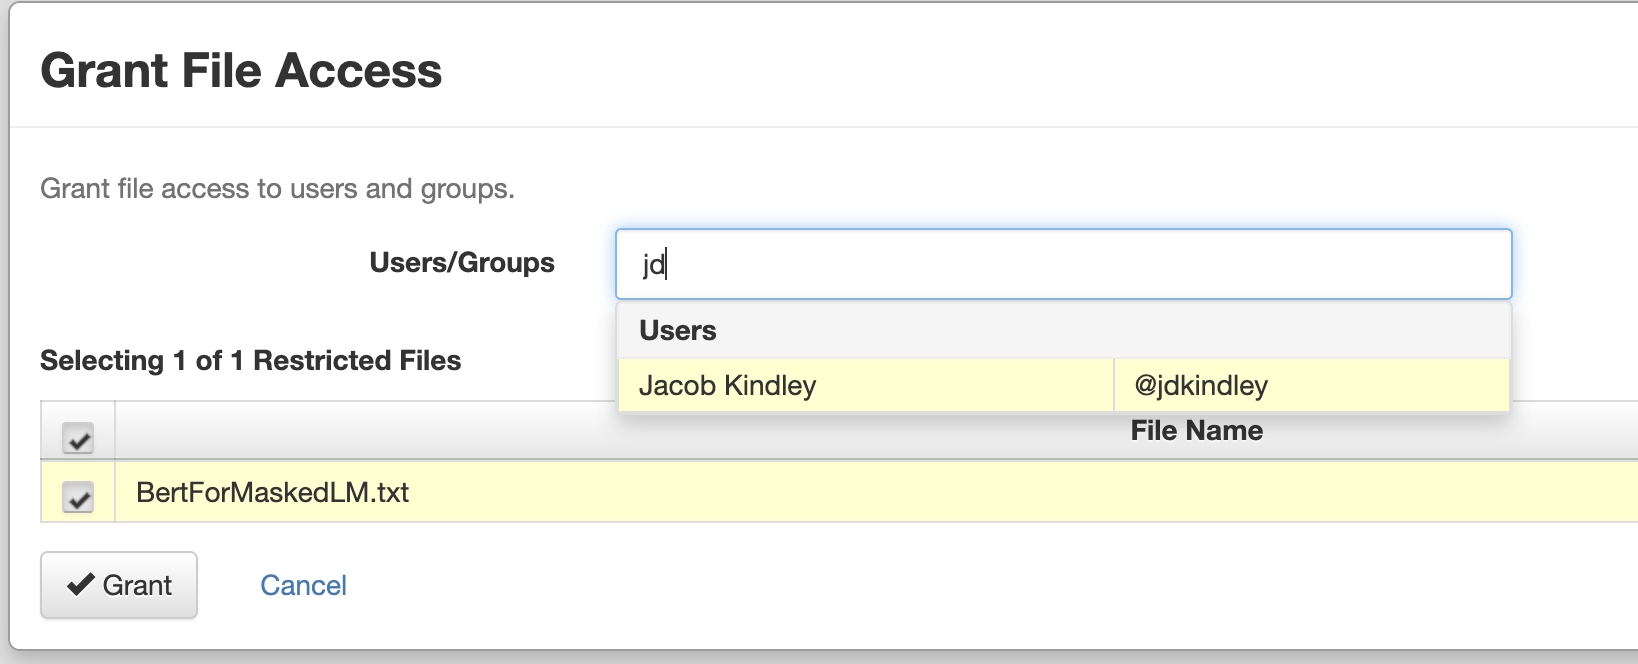 Grant File Access
Grant file access to users and groups.
Users/Groups
jd
Users
Jacob Kindley @jdkindley
Selecting 1 of 1 Restricted Files
File Name
BertForMaskedLM.txt
Grant Cancel